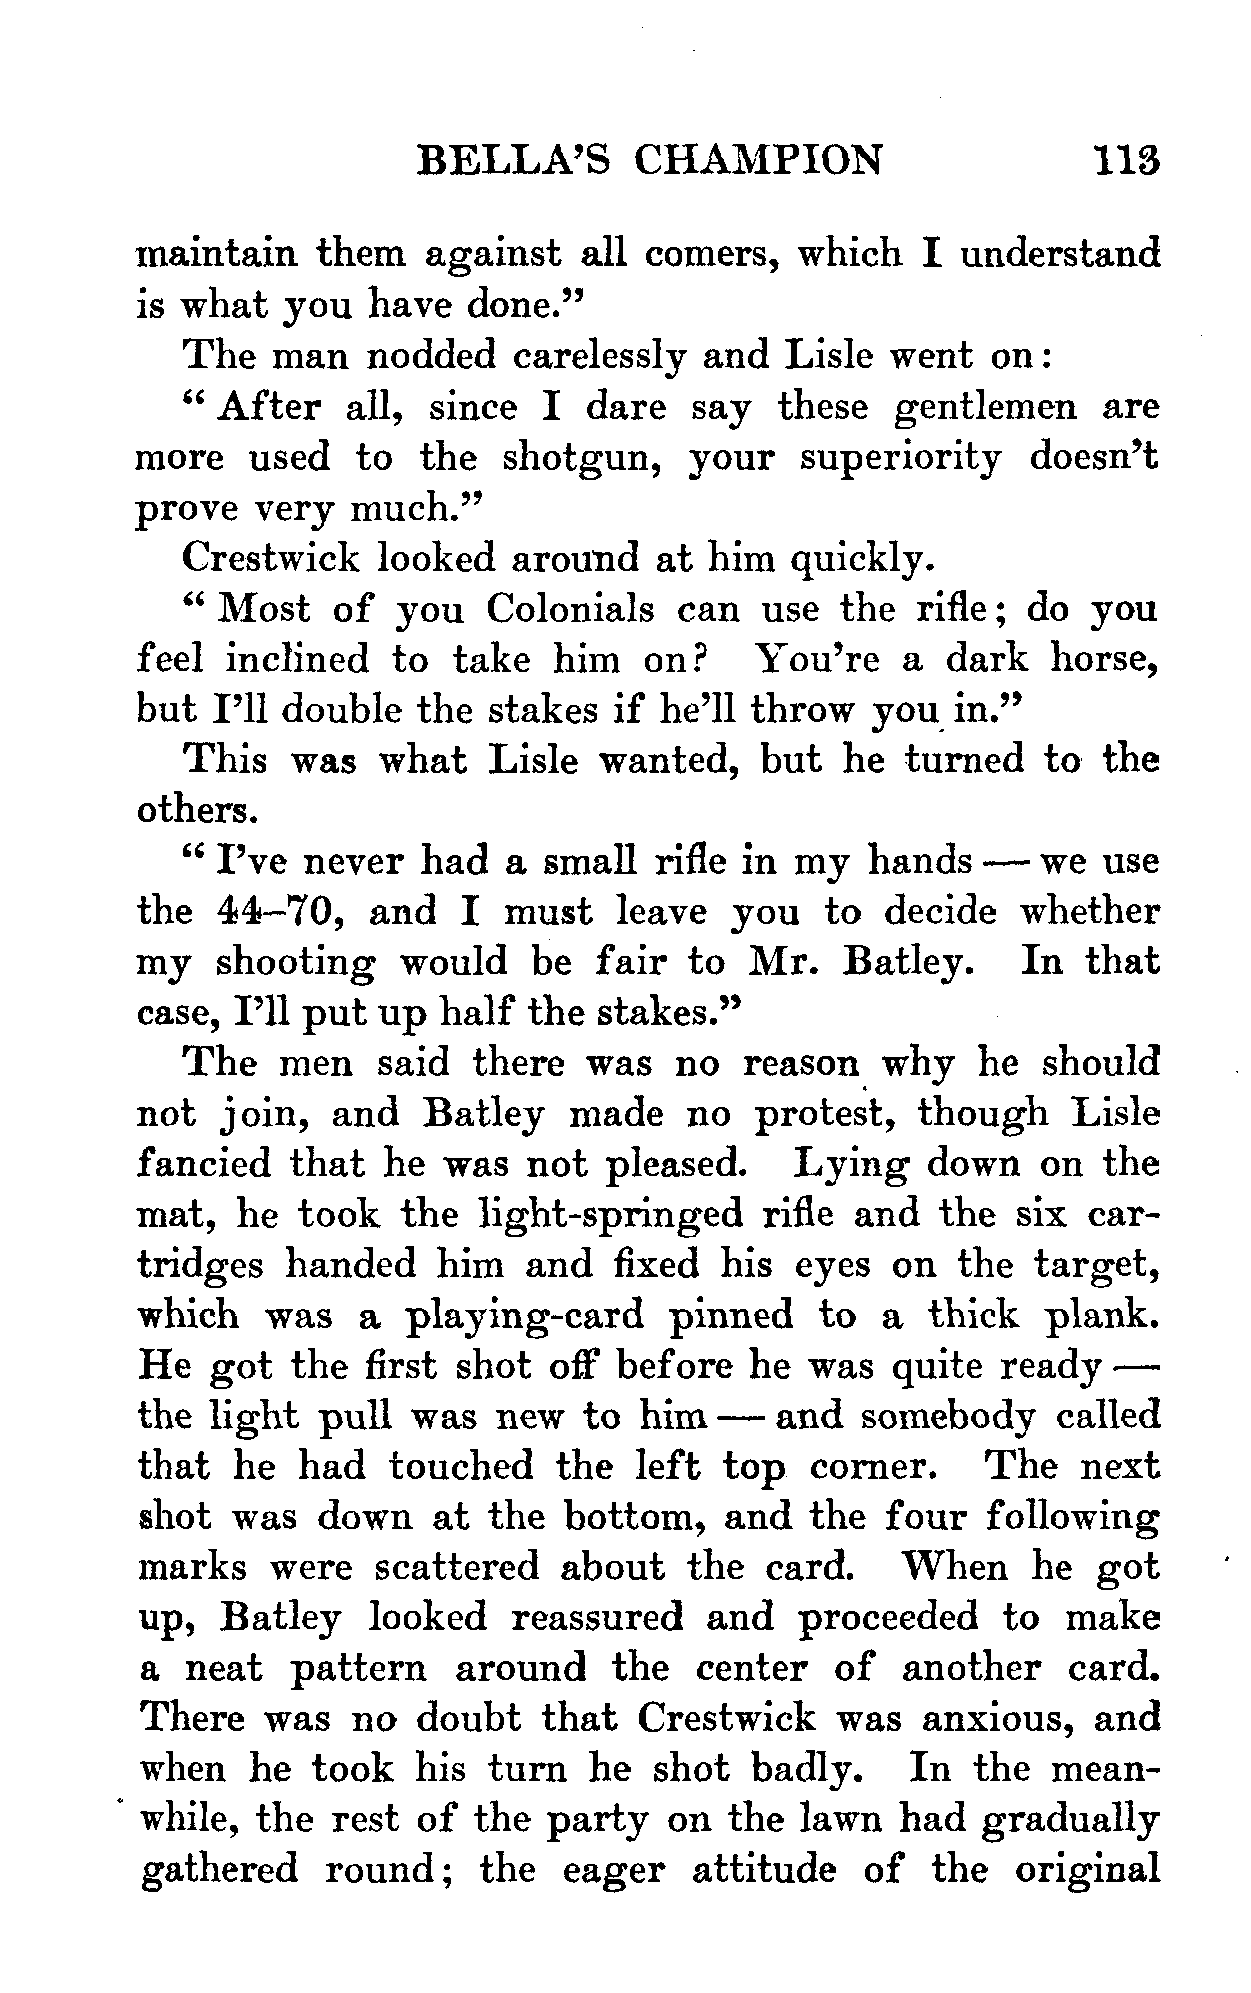 BELLA'S CHAMPION 113
maintain them against all comers, which I understand
is what you have done."
The man nodded carelessly and Lisle went on:
"After all, since I dare say these gentlemen are
more used to the shotgun, your superiority doesn't
prove very much."
Crestwick looked around at him quickly.
"Most of you Colonials can use the rifle; do you
feel inclined to take him on? You're a dark horse,
but I'll double the stakes if he'll throw you in."
This was what Lisle wanted, but he turned to the
others.
"I've never had a small rifle in my hands — we use
the 44–70, and I must leave you to decide whether
my shooting would be fair to Mr. Batley. In that
case, I'll put up half the stakes."
The men said there was no reason why he should
not join, and Batley made no protest, though Lisle
fancied that he was not pleased. Lying down on the
mat, he took the light-springed rifle and the six car-
tridges handed him and fixed his eyes on the target,
which was a playing-card pinned to a thick plank.
He got the first shot off before he was quite ready —
the light pull was new to him — and somebody called
that he had touched the left top corner. The next
shot was down at the bottom, and the four following
marks were scattered about the card. When he got
up, Batley looked reassured and proceeded to make
a neat pattern around the center of another card.
There was no doubt that Crestwick was anxious, and
when he took his turn he shot badly. In the mean-
while, the rest of the party on the lawn had gradually
gathered round; the eager attitude of the original